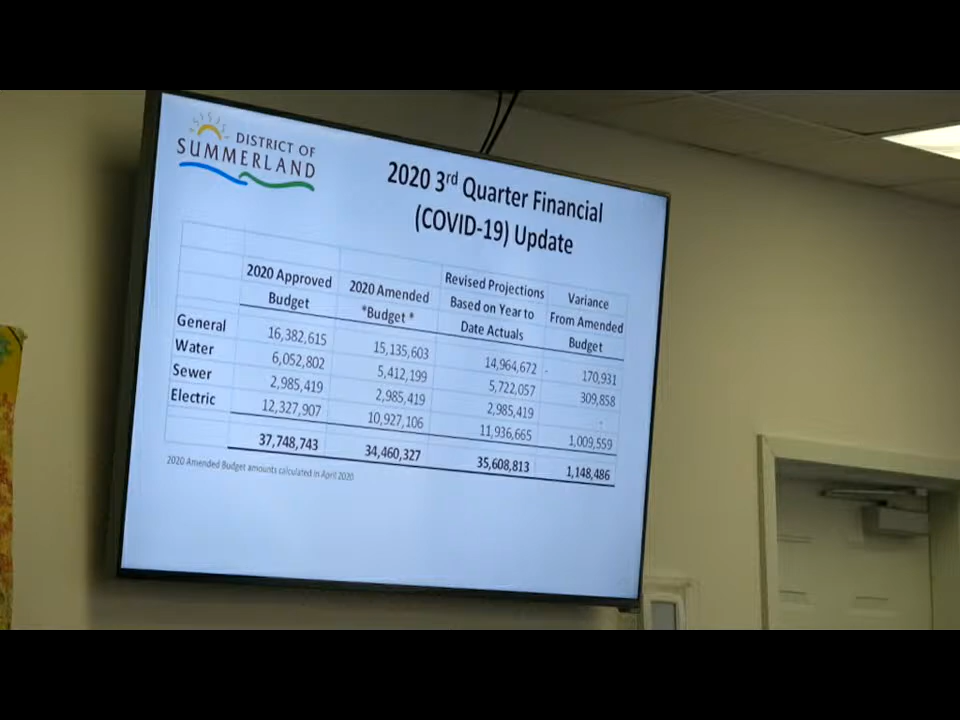 DISTRICT OF
SUMMERLAND
2020 3rd Quarter Financial
(COVID-19) Update
2020 Approved Budget
2020 Amended *Budget *
Revised Projections Based on Year to Date Actuals
Variance From Amended Budget
General 16,382,615 15,135,603 14,964,672 - 170,931
Water 6,052,802 5,412,199 5,722,057 309,858
Sewer 2,985,419 2,985,419 2,985,419 -
Electric 12,327,907 10,927,106 11,936,665 1,009,559
37,748,743 34,460,327 35,608,813 1,148,486
2020 Amended Budget amounts calculated in April 2020